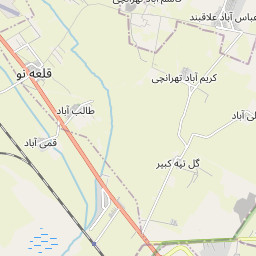 قاسم آباد تهرانچی
عباس آباد علاقبند
قلعه نو
کریم آباد تهرانچی
طالب آباد
قمی آباد
گل تپه کبیر